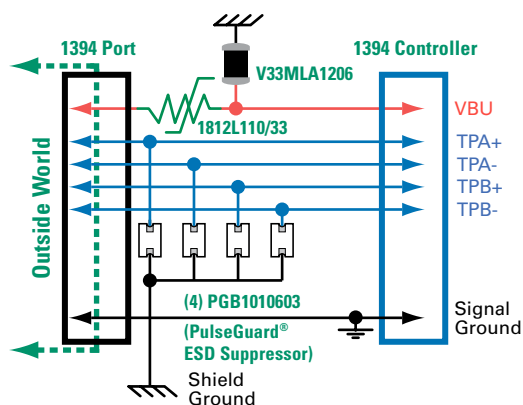 1394 Port
1394 Controller
V33MLA1206
1812L110/33
VBU
TPA+
TPA-
TPB+
TPB-
Outside World
(4) PGB1010603
(PulseGuard®
ESD Suppressor)
Signal
Ground
Shield
Ground